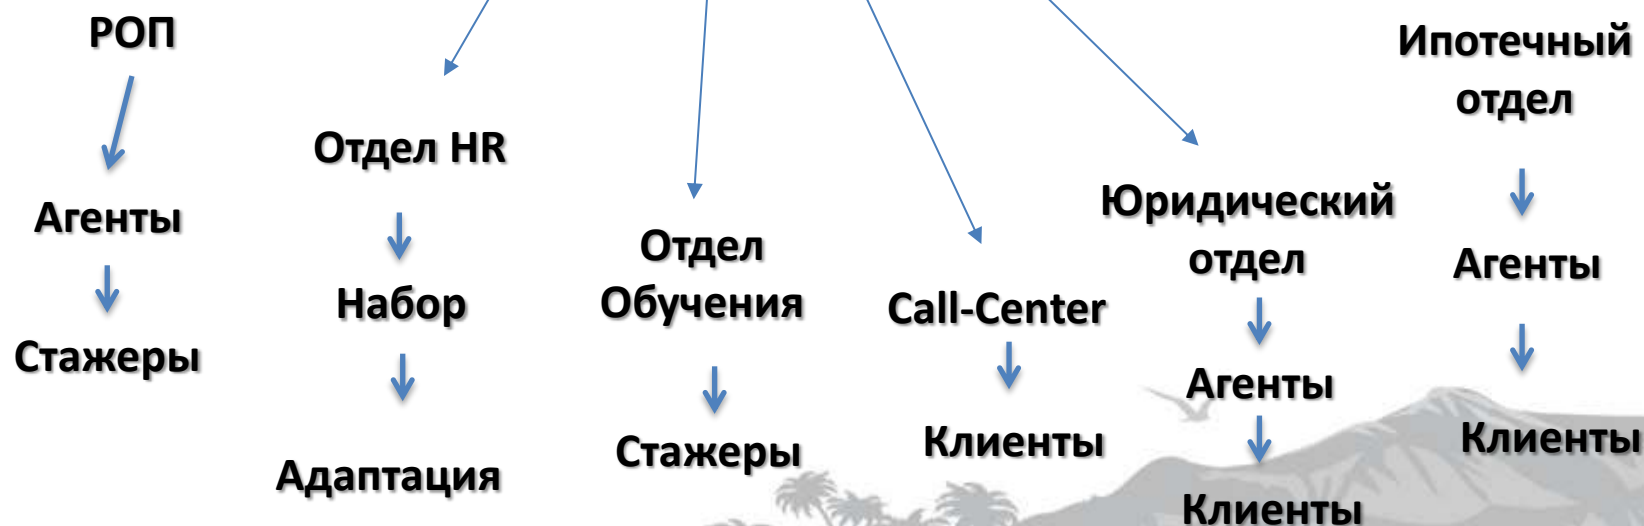 РОП
Агенты
Стажеры
Отдел HR
Набор
Адаптация
Отдел
Обучения
Стажеры
Call-Center
Клиенты
Юридический
отдел
Агенты
Клиенты
Ипотечный
отдел
Агенты
Клиенты